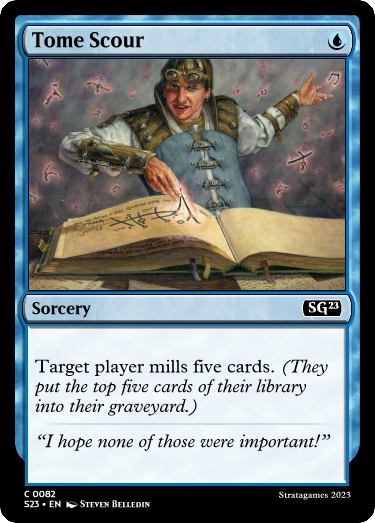 Tome Scour
Sorcery
SG23
Target player mills five cards. (They
put the top five cards of their library
into their graveyard.)
“I hope none of those were important!”
C 0082
S23 • EN Steven Belledin
Stratagames 2023